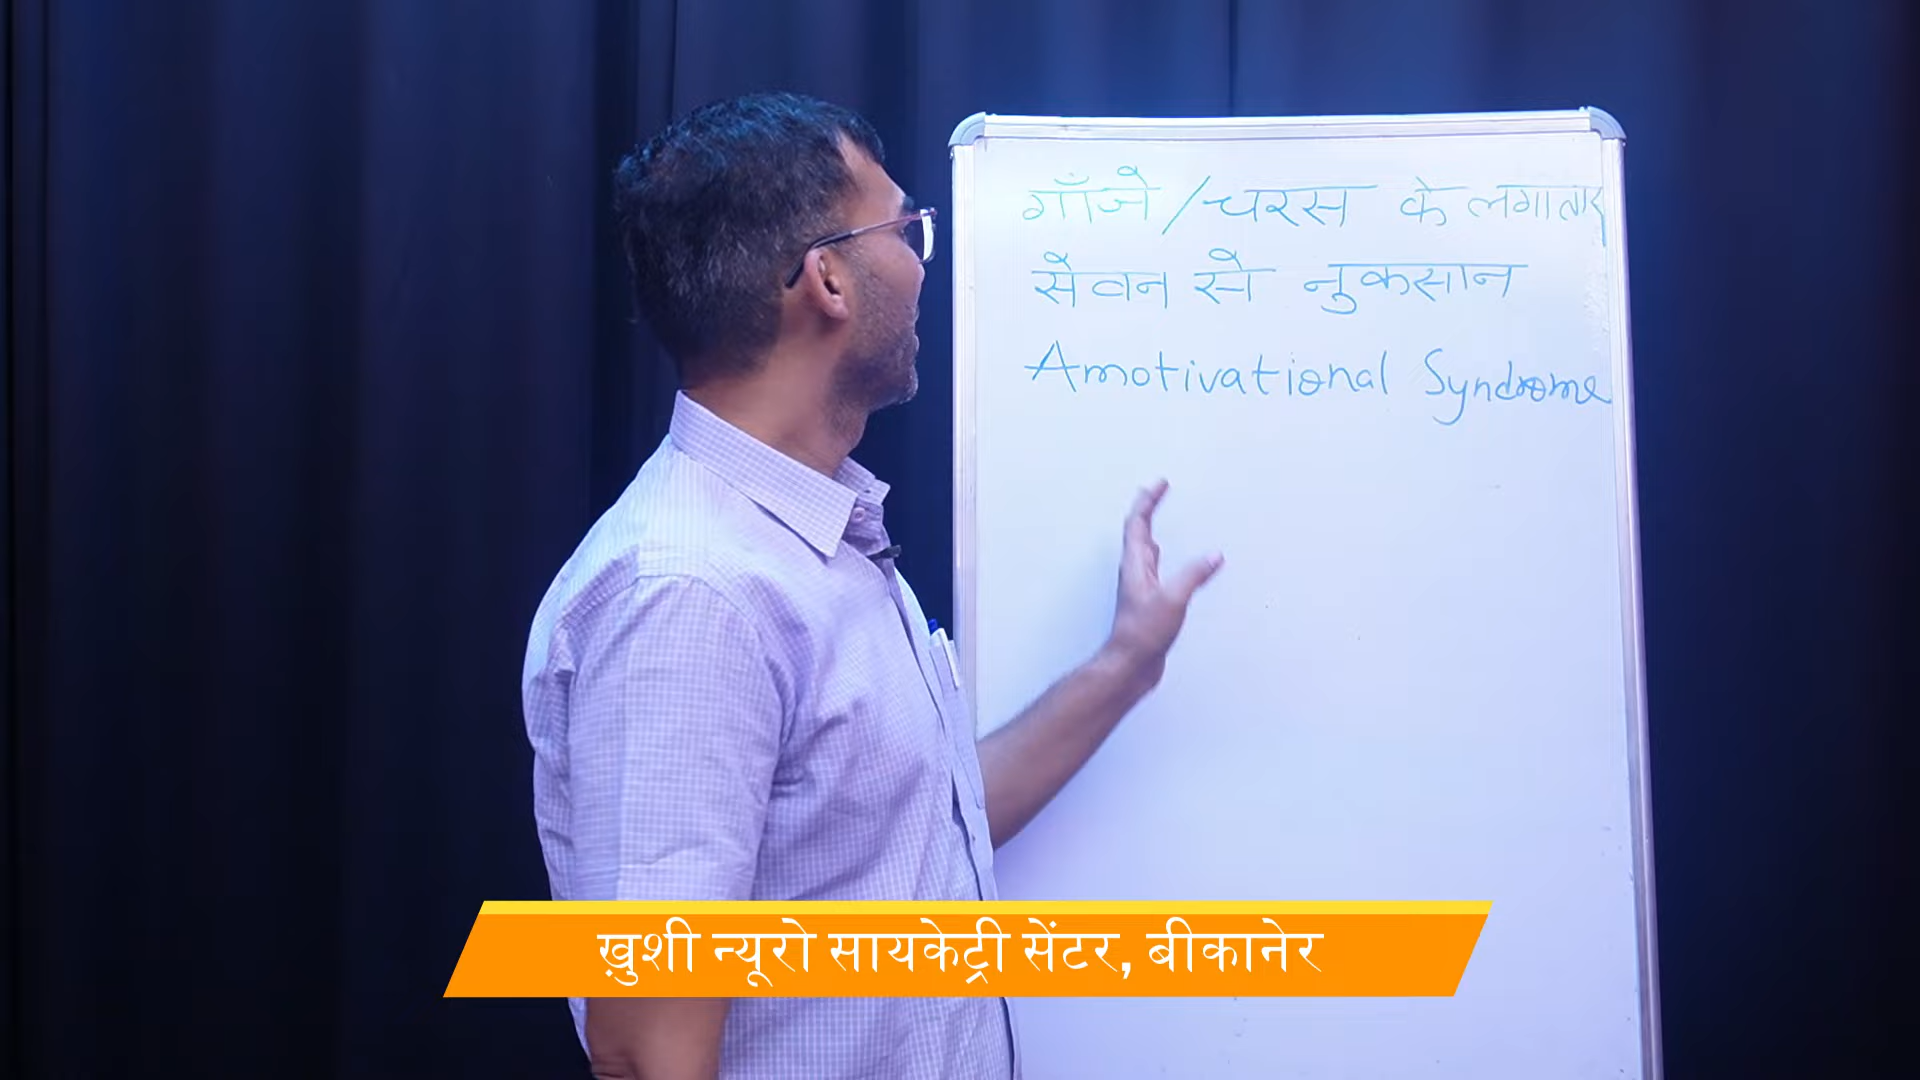 गाँजे/चरस के लगातार
सेवन से नुकसान
Amotivational Syndrome
ख़ुशी न्यूरो सायकेट्री सेंटर, बीकानेर